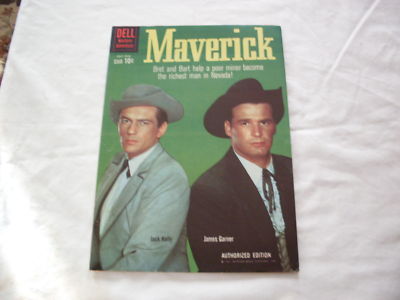 DELL
Maverick
10¢
Bret and Bart help a poor miner become
the richest man in Nevada!
Jack Kelly
James Garner
AUTHORIZED EDITION